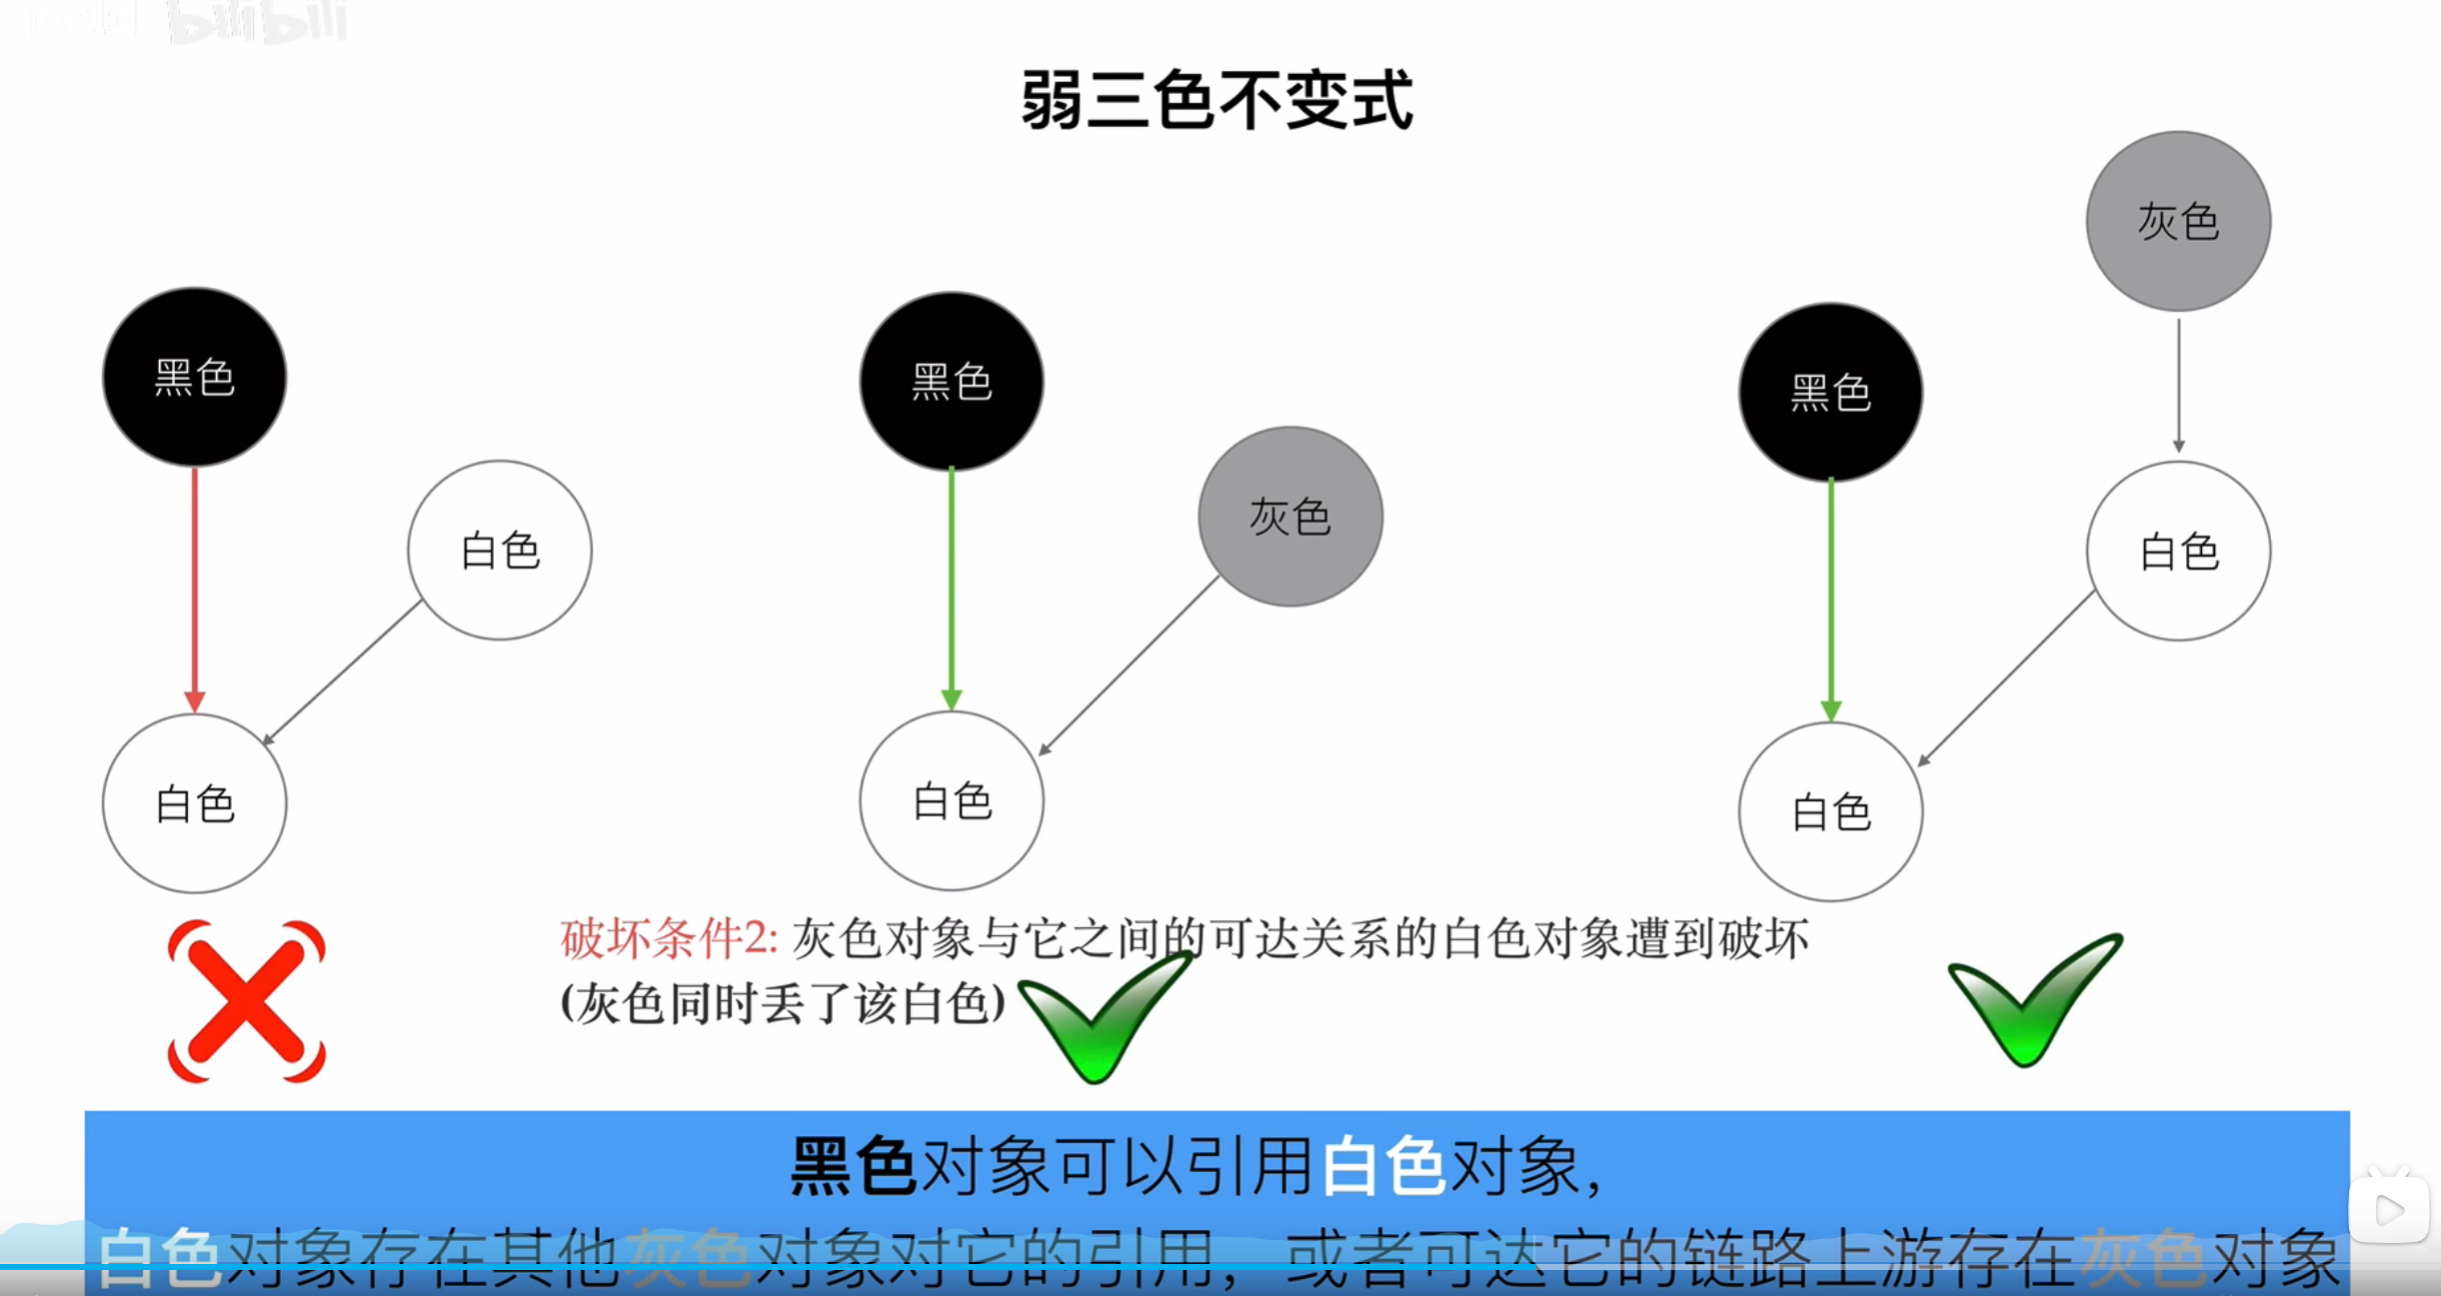 bilibili
弱三色不变式
灰色
黑色
黑色
黑色
灰色
白色
白色
白色
白色
白色
破坏条件2: 灰色对象与它之间的可达关系的白色对象遭到破坏
(灰色同时丢了该白色)
黑色对象可以引用白色对象，
白色对象存在其他灰色对象对它的引用，或者可达它的链路上游存在灰色对象